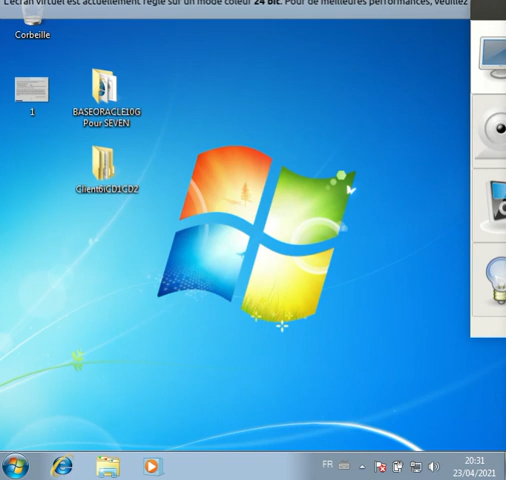 L'écran virtuel est actuellement réglé sur un mode couleur 24 bit. Pour de meilleures performances, veuillez
Corbeille
1
BASEORACLE10G
Pour SEVEN
Client6iCD1CD2
FR
20:31
23/04/2021